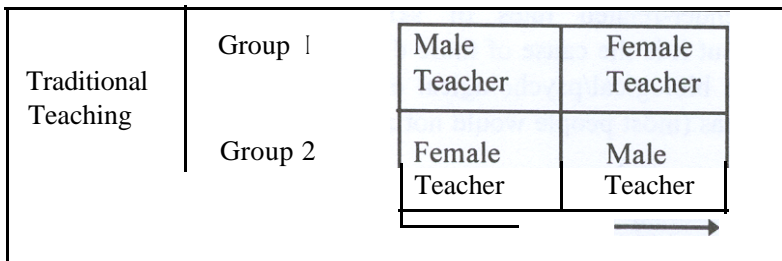 Group 1
Male
Teacher
Female
Teacher
Traditional
Teaching
Group 2
Female
Teacher
Male
Teacher